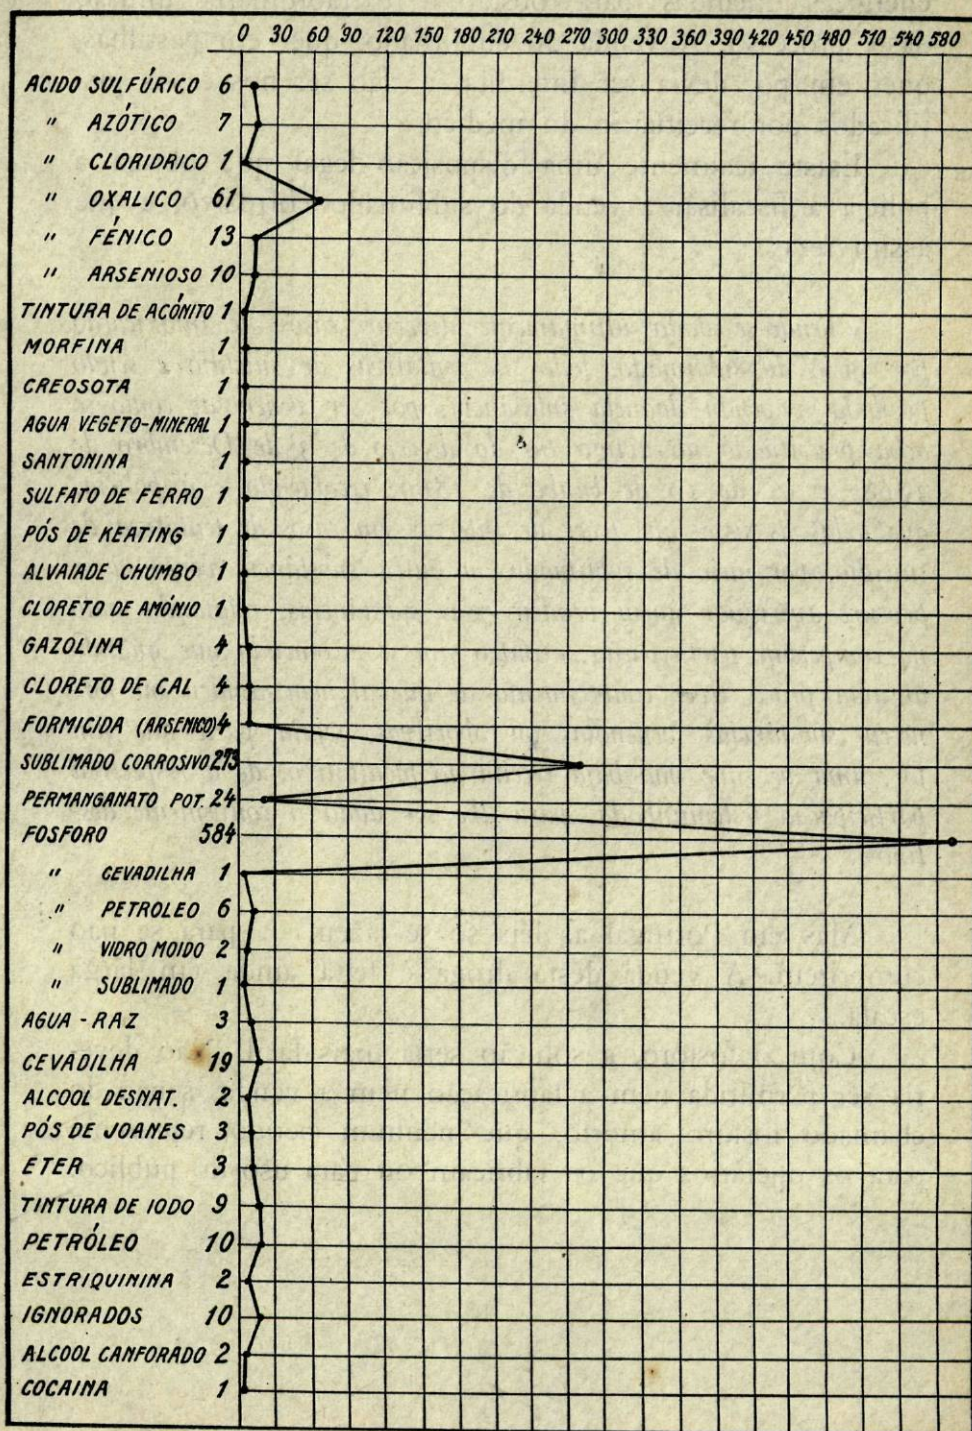 0 30 60 90 120 150 180 210 240 270 300 330 360 390 420 450 480 510 540 580
ACIDO SULFÚRICO 6
" AZÓTICO 7
" CLORIDRICO 1
" OXALICO 61
" FÉNICO 13
" ARSENIOSO 10
TINTURA DE ACÓNITO 1
MORFINA 1
CREOSOTA 1
AGUA VEGETO-MINERAL 1
SANTONINA 1
SULFATO DE FERRO 1
PÓS DE KEATING 1
ALVAIADE CHUMBO 1
CLORETO DE AMÓNIO 1
GAZOLINA 4
CLORETO DE CAL 4
FORMICIDA (ARSENICO) 4
SUBLIMADO CORROSIVO 273
PERMANGANATO POT. 24
FOSFORO 584
" CEVADILHA 1
" PETROLEO 6
" VIDRO MOIDO 2
" SUBLIMADO 1
AGUA-RAZ 3
CEVADILHA 19
ALCOOL DESNAT. 2
PÓS DE JOANES 3
ETER 3
TINTURA DE IODO 9
PETRÓLEO 10
ESTRIQUININA 2
IGNORADOS 10
ALCOOL CANFORADO 2
COCAINA 1